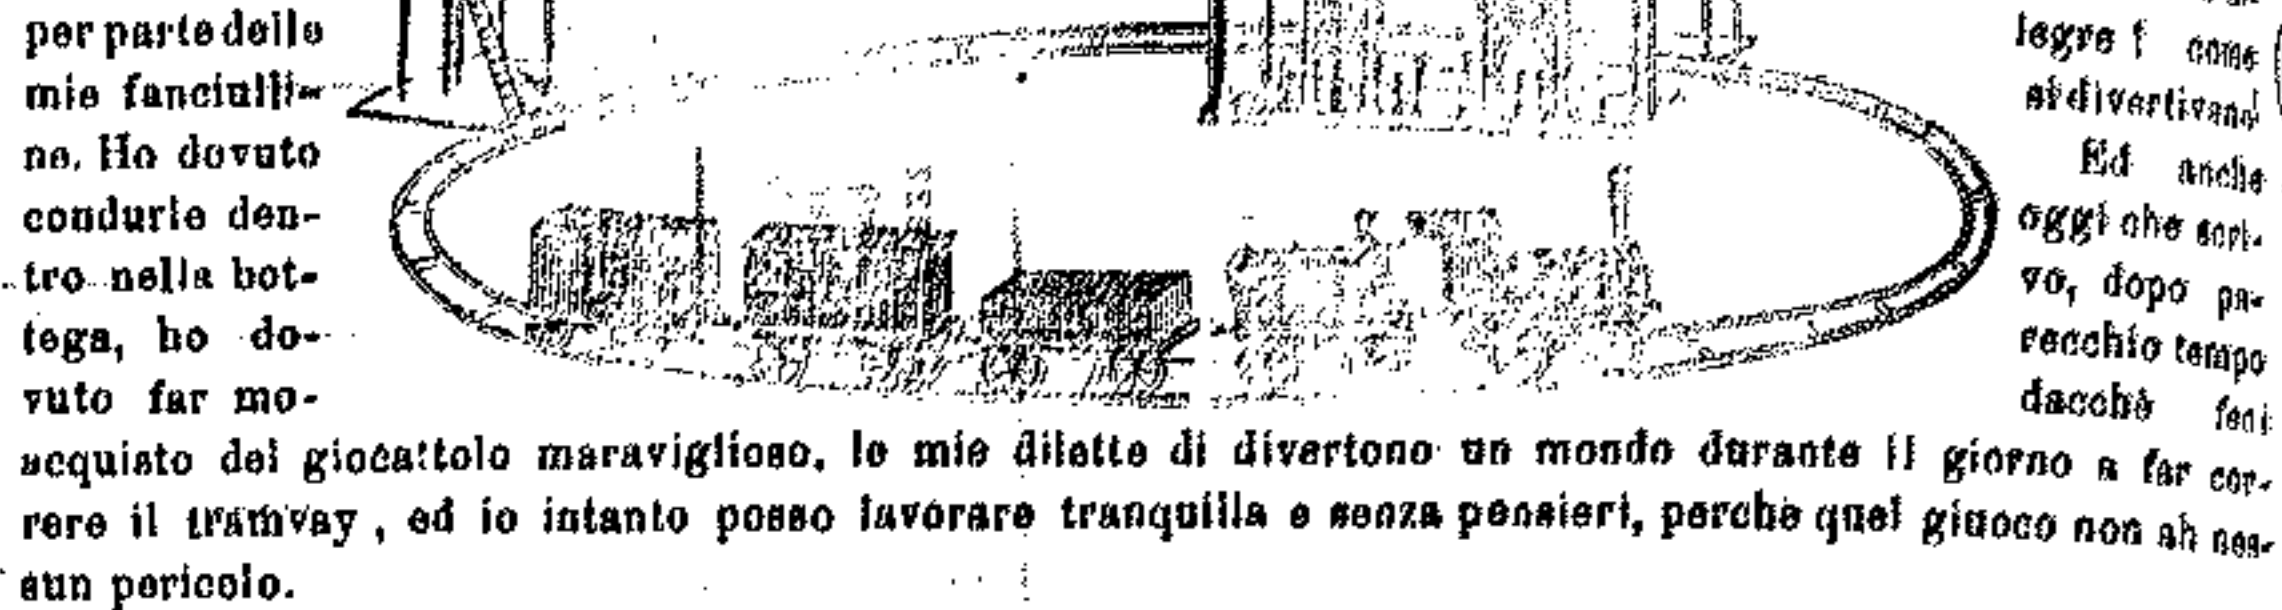 per parte delle
mie fanciulli-
ne. Ho dovuto
condurle den-
tro nella bot-
tega, ho do-
vuto far mo-
legre! come
si divertivano
Ed anche
oggi che scri-
vo, dopo pa-
recchio tempo
dacchè feci
acquisto del giocattolo maraviglioso, le mie dilette di divertono un mondo durante il giorno a far cor-
rere il tramvay, ed io intanto posso lavorare tranquilla e senza pensieri, perchè quel giuoco non ah nes-
sun pericolo.